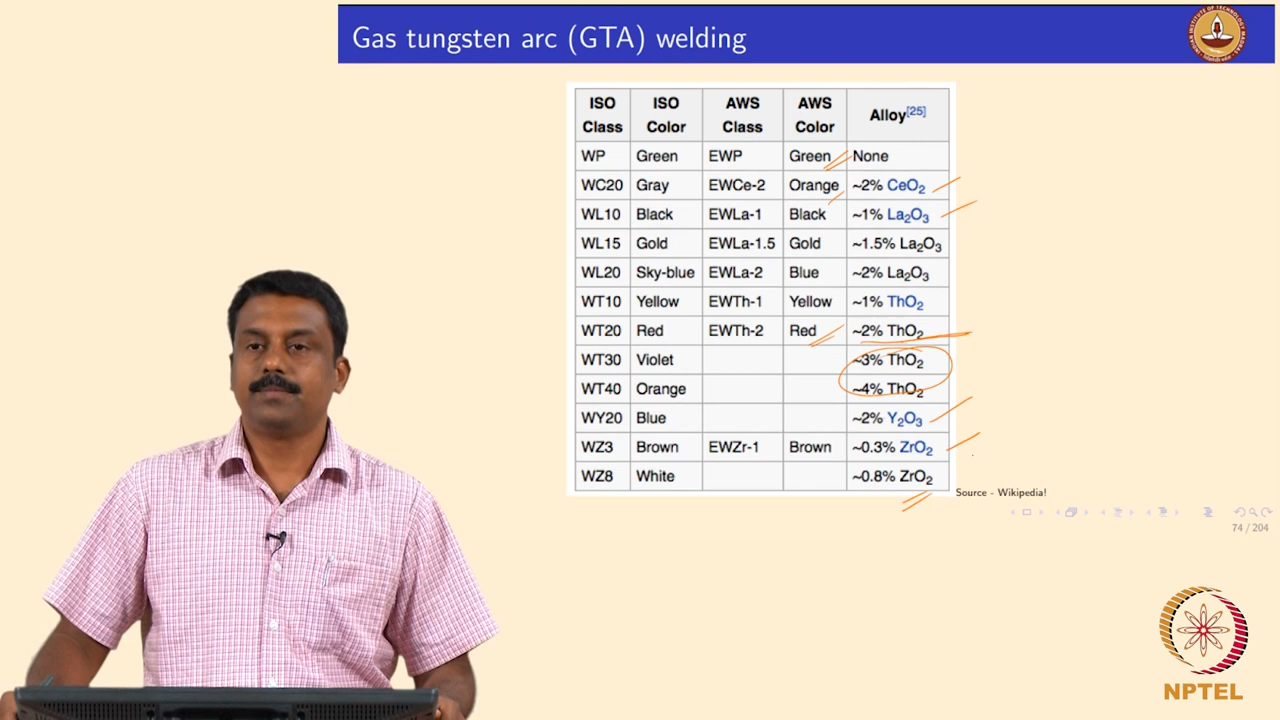 Gas tungsten arc (GTA) welding
ISO Class ISO Color AWS Class AWS Color Alloy[25]
WP Green EWP Green None
WC20 Gray EWCe-2 Orange ~2% CeO₂
WL10 Black EWLa-1 Black ~1% La₂O₃
WL15 Gold EWLa-1.5 Gold ~1.5% La₂O₃
WL20 Sky-blue EWLa-2 Blue ~2% La₂O₃
WT10 Yellow EWTh-1 Yellow ~1% ThO₂
WT20 Red EWTh-2 Red ~2% ThO₂
WT30 Violet ~3% ThO₂
WT40 Orange ~4% ThO₂
WY20 Blue ~2% Y₂O₃
WZ3 Brown EWZr-1 Brown ~0.3% ZrO₂
WZ8 White ~0.8% ZrO₂
Source - Wikipedia!
74 / 204
NPTEL